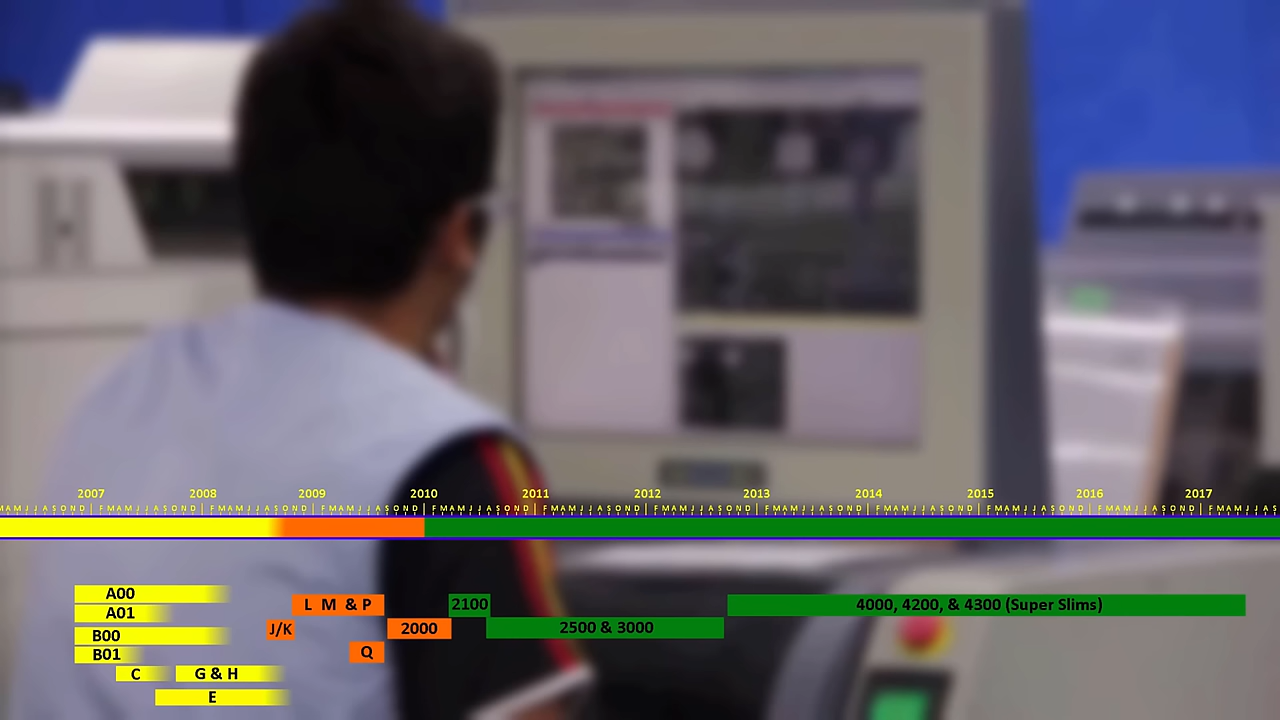 2007 2008 2009 2010 2011 2012 2013 2014 2015 2016 2017
A00
L M & P 2100 4000, 4200, & 4300 (Super Slims)
A01
J/K 2000 2500 & 3000
B00
B01 Q
C G & H
E